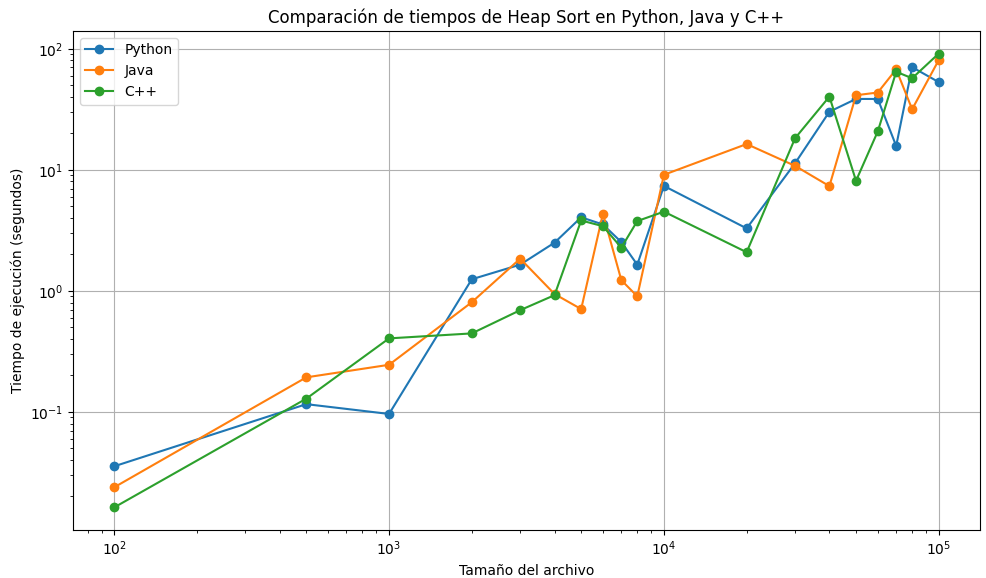 Comparación de tiempos de Heap Sort en Python, Java y C++
Python
Java
C++
Tiempo de ejecución (segundos)
10²
10¹
10⁰
10⁻¹
10² 10³ 10⁴ 10⁵
Tamaño del archivo